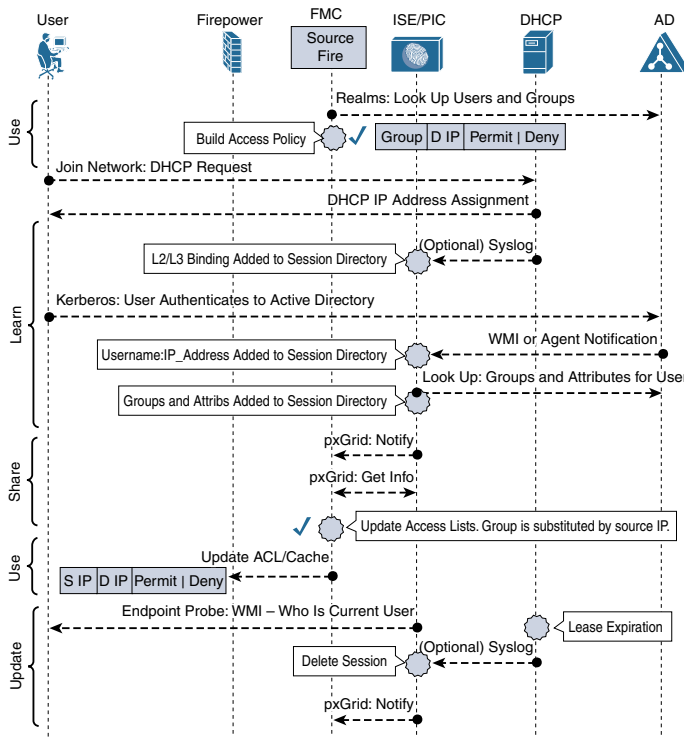 User
Firepower
FMC
ISE/PIC
DHCP
AD
Source
Fire
Use
Realms: Look Up Users and Groups
Build Access Policy
Group D IP Permit | Deny
Join Network: DHCP Request
DHCP IP Address Assignment
Learn
(Optional) Syslog
L2/L3 Binding Added to Session Directory
Kerberos: User Authenticates to Active Directory
WMI or Agent Notification
Username:IP_Address Added to Session Directory
Look Up: Groups and Attributes for User
Groups and Attribs Added to Session Directory
Share
pxGrid: Notify
pxGrid: Get Info
Update Access Lists. Group is substituted by source IP.
Use
Update ACL/Cache
S IP D IP Permit | Deny
Update
Endpoint Probe: WMI – Who Is Current User
Lease Expiration
(Optional) Syslog
Delete Session
pxGrid: Notify